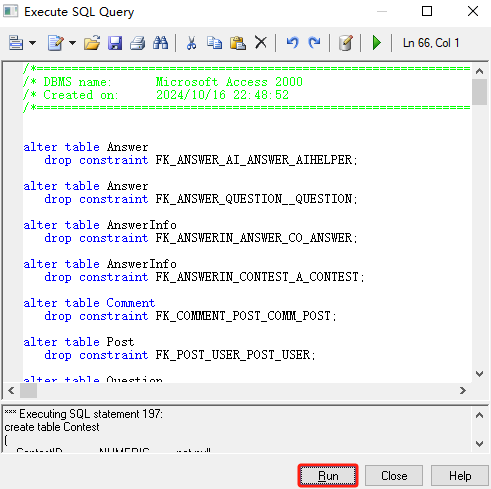 Execute SQL Query
Ln 66, Col 1
/*==============================================================
/* DBMS name:      Microsoft Access 2000
/* Created on:     2024/10/16 22:48:52
/*==============================================================
alter table Answer
   drop constraint FK_ANSWER_AI_ANSWER_AIHELPER;
alter table Answer
   drop constraint FK_ANSWER_QUESTION__QUESTION;
alter table AnswerInfo
   drop constraint FK_ANSWERIN_ANSWER_CO_ANSWER;
alter table AnswerInfo
   drop constraint FK_ANSWERIN_CONTEST_A_CONTEST;
alter table Comment
   drop constraint FK_COMMENT_POST_COMM_POST;
alter table Post
   drop constraint FK_POST_USER_POST_USER;
alter table Question
*** Executing SQL statement 197:
create table Contest
(
ContestID NUMERIC not null
Run Close Help